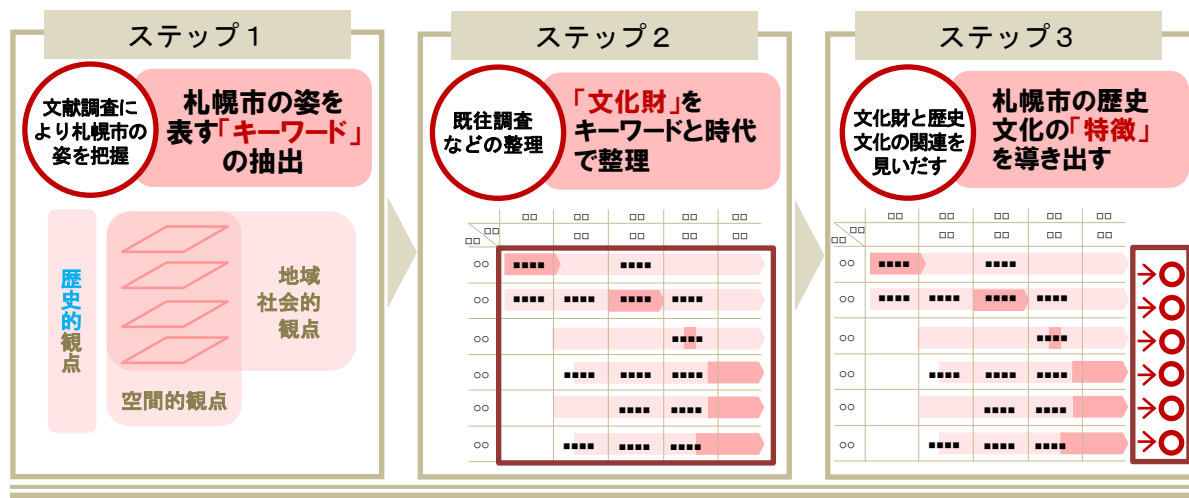 ステップ１
文献調査に
より札幌市の
姿を把握
札幌市の姿を
表す「キーワード」
の抽出
歴史的観点
地域
社会的
観点
空間的観点
ステップ２
既往調査
などの整理
「文化財」を
キーワードと時代
で整理
□□ □□ □□ □□ □□
□□ □□ □□ □□ □□ □□
□□
○○ ■■■■ ■■■■
○○ ■■■■ ■■■■ ■■■■ ■■■■
○○ ■■■■
○○ ■■■■ ■■■■ ■■■■
○○ ■■■■ ■■■■
○○ ■■■■ ■■■■ ■■■■
ステップ３
文化財と歴史
文化の関連を
見いだす
札幌市の歴史
文化の「特徴」
を導き出す
□□ □□ □□ □□ □□
□□ □□ □□ □□ □□ □□
□□
○○ ■■■■ ■■■■
○○ ■■■■ ■■■■ ■■■■ ■■■■
○○ ■■■■
○○ ■■■■ ■■■■ ■■■■
○○ ■■■■ ■■■■
○○ ■■■■ ■■■■ ■■■■